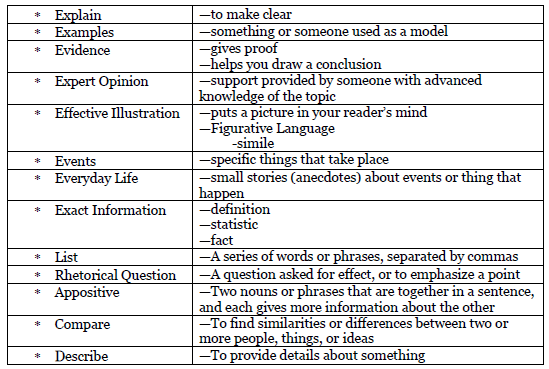 * Explain —to make clear
* Examples —something or someone used as a model
* Evidence —gives proof
—helps you draw a conclusion
* Expert Opinion —support provided by someone with advanced
knowledge of the topic
* Effective Illustration —puts a picture in your reader's mind
—Figurative Language
-simile
* Events —specific things that take place
* Everyday Life —small stories (anecdotes) about events or thing that
happen
* Exact Information —definition
—statistic
—fact
* List —A series of words or phrases, separated by commas
* Rhetorical Question —A question asked for effect, or to emphasize a point
* Appositive —Two nouns or phrases that are together in a sentence,
and each gives more information about the other
* Compare —To find similarities or differences between two or
more people, things, or ideas
* Describe —To provide details about something